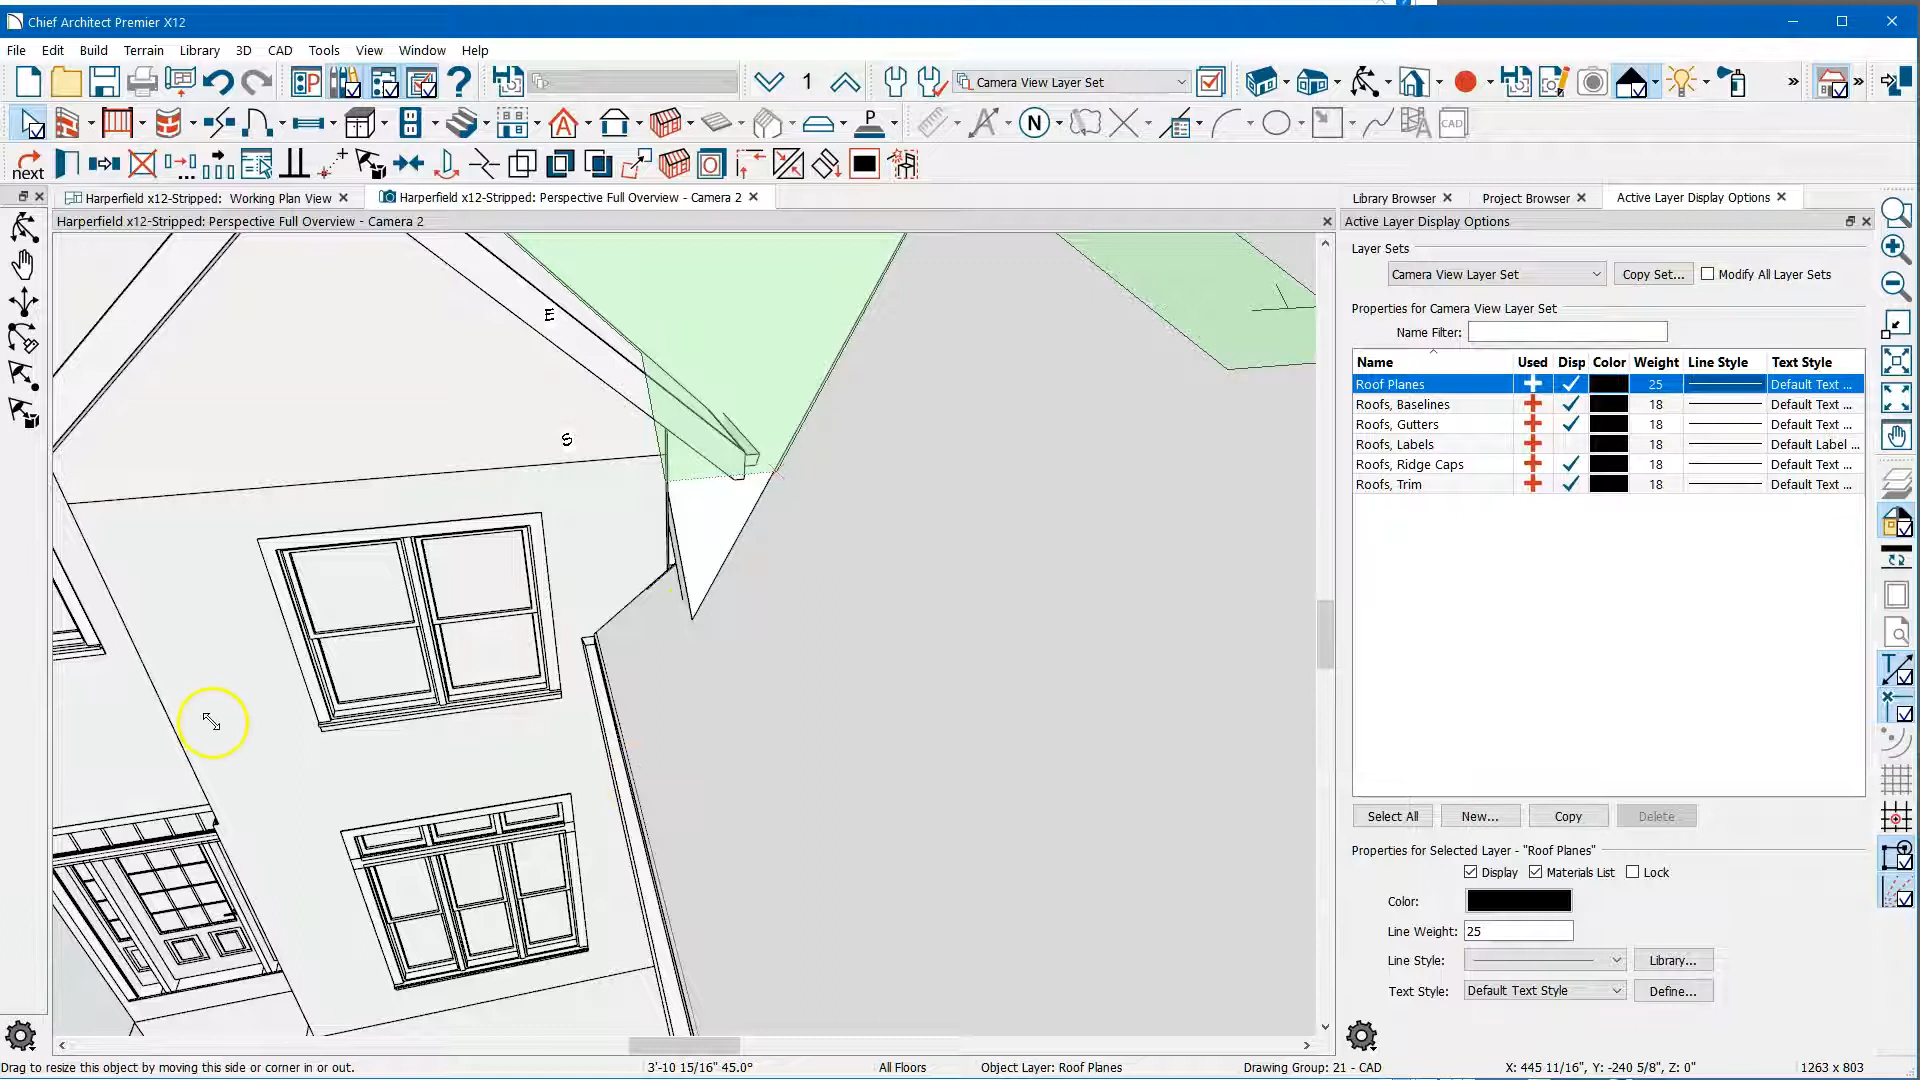 Chief Architect Premier X12
File Edit Build Terrain Library 3D CAD Tools View Window Help
P ? 1 Camera View Layer Set
P N CAD
next
Harperfield x12-Stripped: Working Plan View
Harperfield x12-Stripped: Perspective Full Overview - Camera 2
Library Browser Project Browser Active Layer Display Options
Harperfield x12-Stripped: Perspective Full Overview - Camera 2
Active Layer Display Options
Layer Sets
Camera View Layer Set Copy Set... Modify All Layer Sets
Properties for Camera View Layer Set
Name Filter:
Name Used Disp Color Weight Line Style Text Style
Roof Planes 25 Default Text ...
Roofs, Baselines 18 Default Text ...
Roofs, Gutters 18 Default Text ...
Roofs, Labels 18 Default Label ...
Roofs, Ridge Caps 18 Default Text ...
Roofs, Trim 18 Default Text ...
E
S
Select All New... Copy Delete
Properties for Selected Layer - "Roof Planes"
Display Materials List Lock
Color:
Line Weight: 25
Line Style: Library...
Text Style: Default Text Style Define...
Drag to resize this object by moving this side or corner in or out. 3'-10 15/16" 45.0° All Floors Object Layer: Roof Planes Drawing Group: 21 - CAD X: 445 11/16", Y: -240 5/8", Z: 0" 1263 x 803